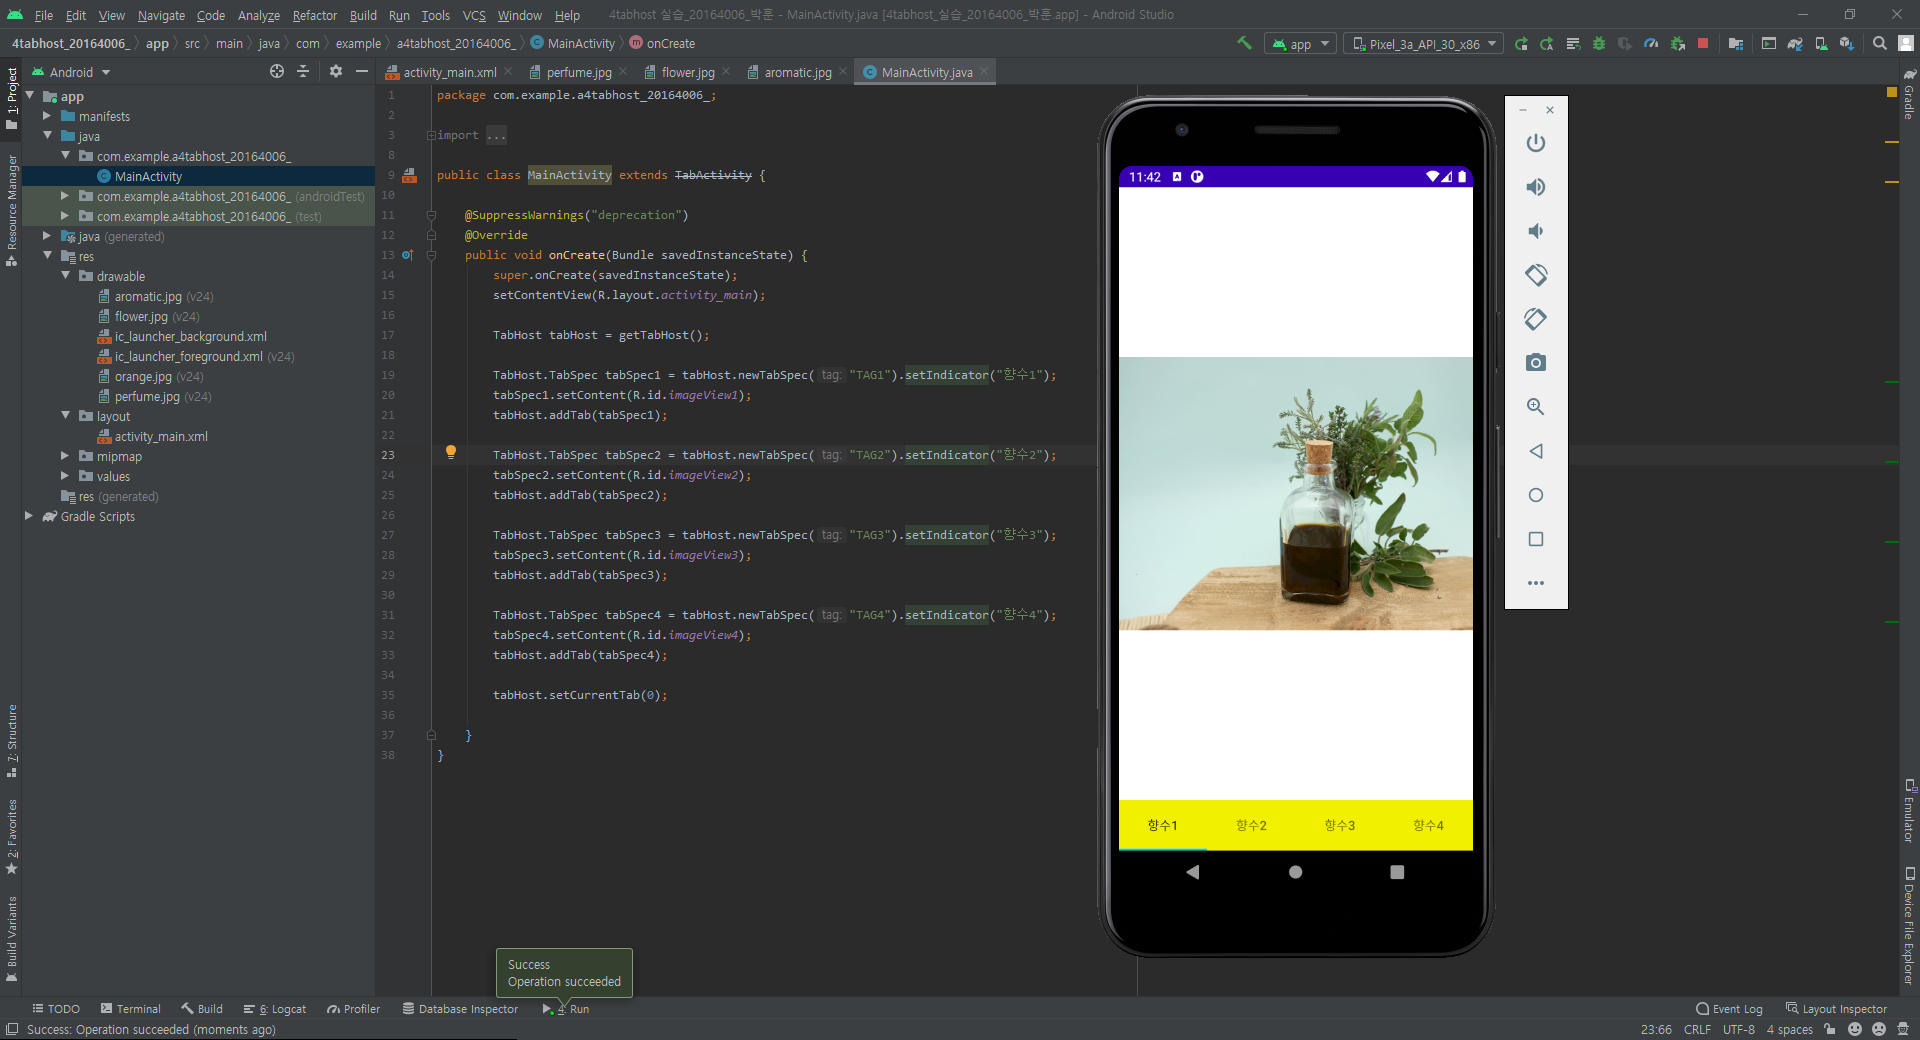 File Edit View Navigate Code Analyze Refactor Build Run Tools VCS Window Help 4tabhost 실습_20164006_박훈 - MainActivity.java [4tabhost_실습_20164006_박훈.app] - Android Studio
4tabhost_20164006_ app src main java com example a4tabhost_20164006_ MainActivity onCreate app Pixel_3a_API_30_x86
Android
activity_main.xml perfume.jpg flower.jpg aromatic.jpg MainActivity.java
1: Project
Resource Manager
7: Structure
2: Favorites
Build Variants
app
manifests
java
com.example.a4tabhost_20164006_
MainActivity
com.example.a4tabhost_20164006_ (androidTest)
com.example.a4tabhost_20164006_ (test)
java (generated)
res
drawable
aromatic.jpg (v24)
flower.jpg (v24)
ic_launcher_background.xml
ic_launcher_foreground.xml (v24)
orange.jpg (v24)
perfume.jpg (v24)
layout
activity_main.xml
mipmap
values
res (generated)
Gradle Scripts
1 package com.example.a4tabhost_20164006_;
2
3 import ...
8
9 public class MainActivity extends TabActivity {
10
11 @SuppressWarnings("deprecation")
12 @Override
13 public void onCreate(Bundle savedInstanceState) {
14 super.onCreate(savedInstanceState);
15 setContentView(R.layout.activity_main);
16
17 TabHost tabHost = getTabHost();
18
19 TabHost.TabSpec tabSpec1 = tabHost.newTabSpec( tag: "TAG1").setIndicator("향수1");
20 tabSpec1.setContent(R.id.imageView1);
21 tabHost.addTab(tabSpec1);
22
23 TabHost.TabSpec tabSpec2 = tabHost.newTabSpec( tag: "TAG2").setIndicator("향수2");
24 tabSpec2.setContent(R.id.imageView2);
25 tabHost.addTab(tabSpec2);
26
27 TabHost.TabSpec tabSpec3 = tabHost.newTabSpec( tag: "TAG3").setIndicator("향수3");
28 tabSpec3.setContent(R.id.imageView3);
29 tabHost.addTab(tabSpec3);
30
31 TabHost.TabSpec tabSpec4 = tabHost.newTabSpec( tag: "TAG4").setIndicator("향수4");
32 tabSpec4.setContent(R.id.imageView4);
33 tabHost.addTab(tabSpec4);
34
35 tabHost.setCurrentTab(0);
36
37 }
38 }
11:42
향수1 향수2 향수3 향수4
Gradle
Emulator
Device File Explorer
Success
Operation succeeded
TODO Terminal Build 6: Logcat Profiler Database Inspector 4: Run Event Log Layout Inspector
Success: Operation succeeded (moments ago) 23:66 CRLF UTF-8 4 spaces